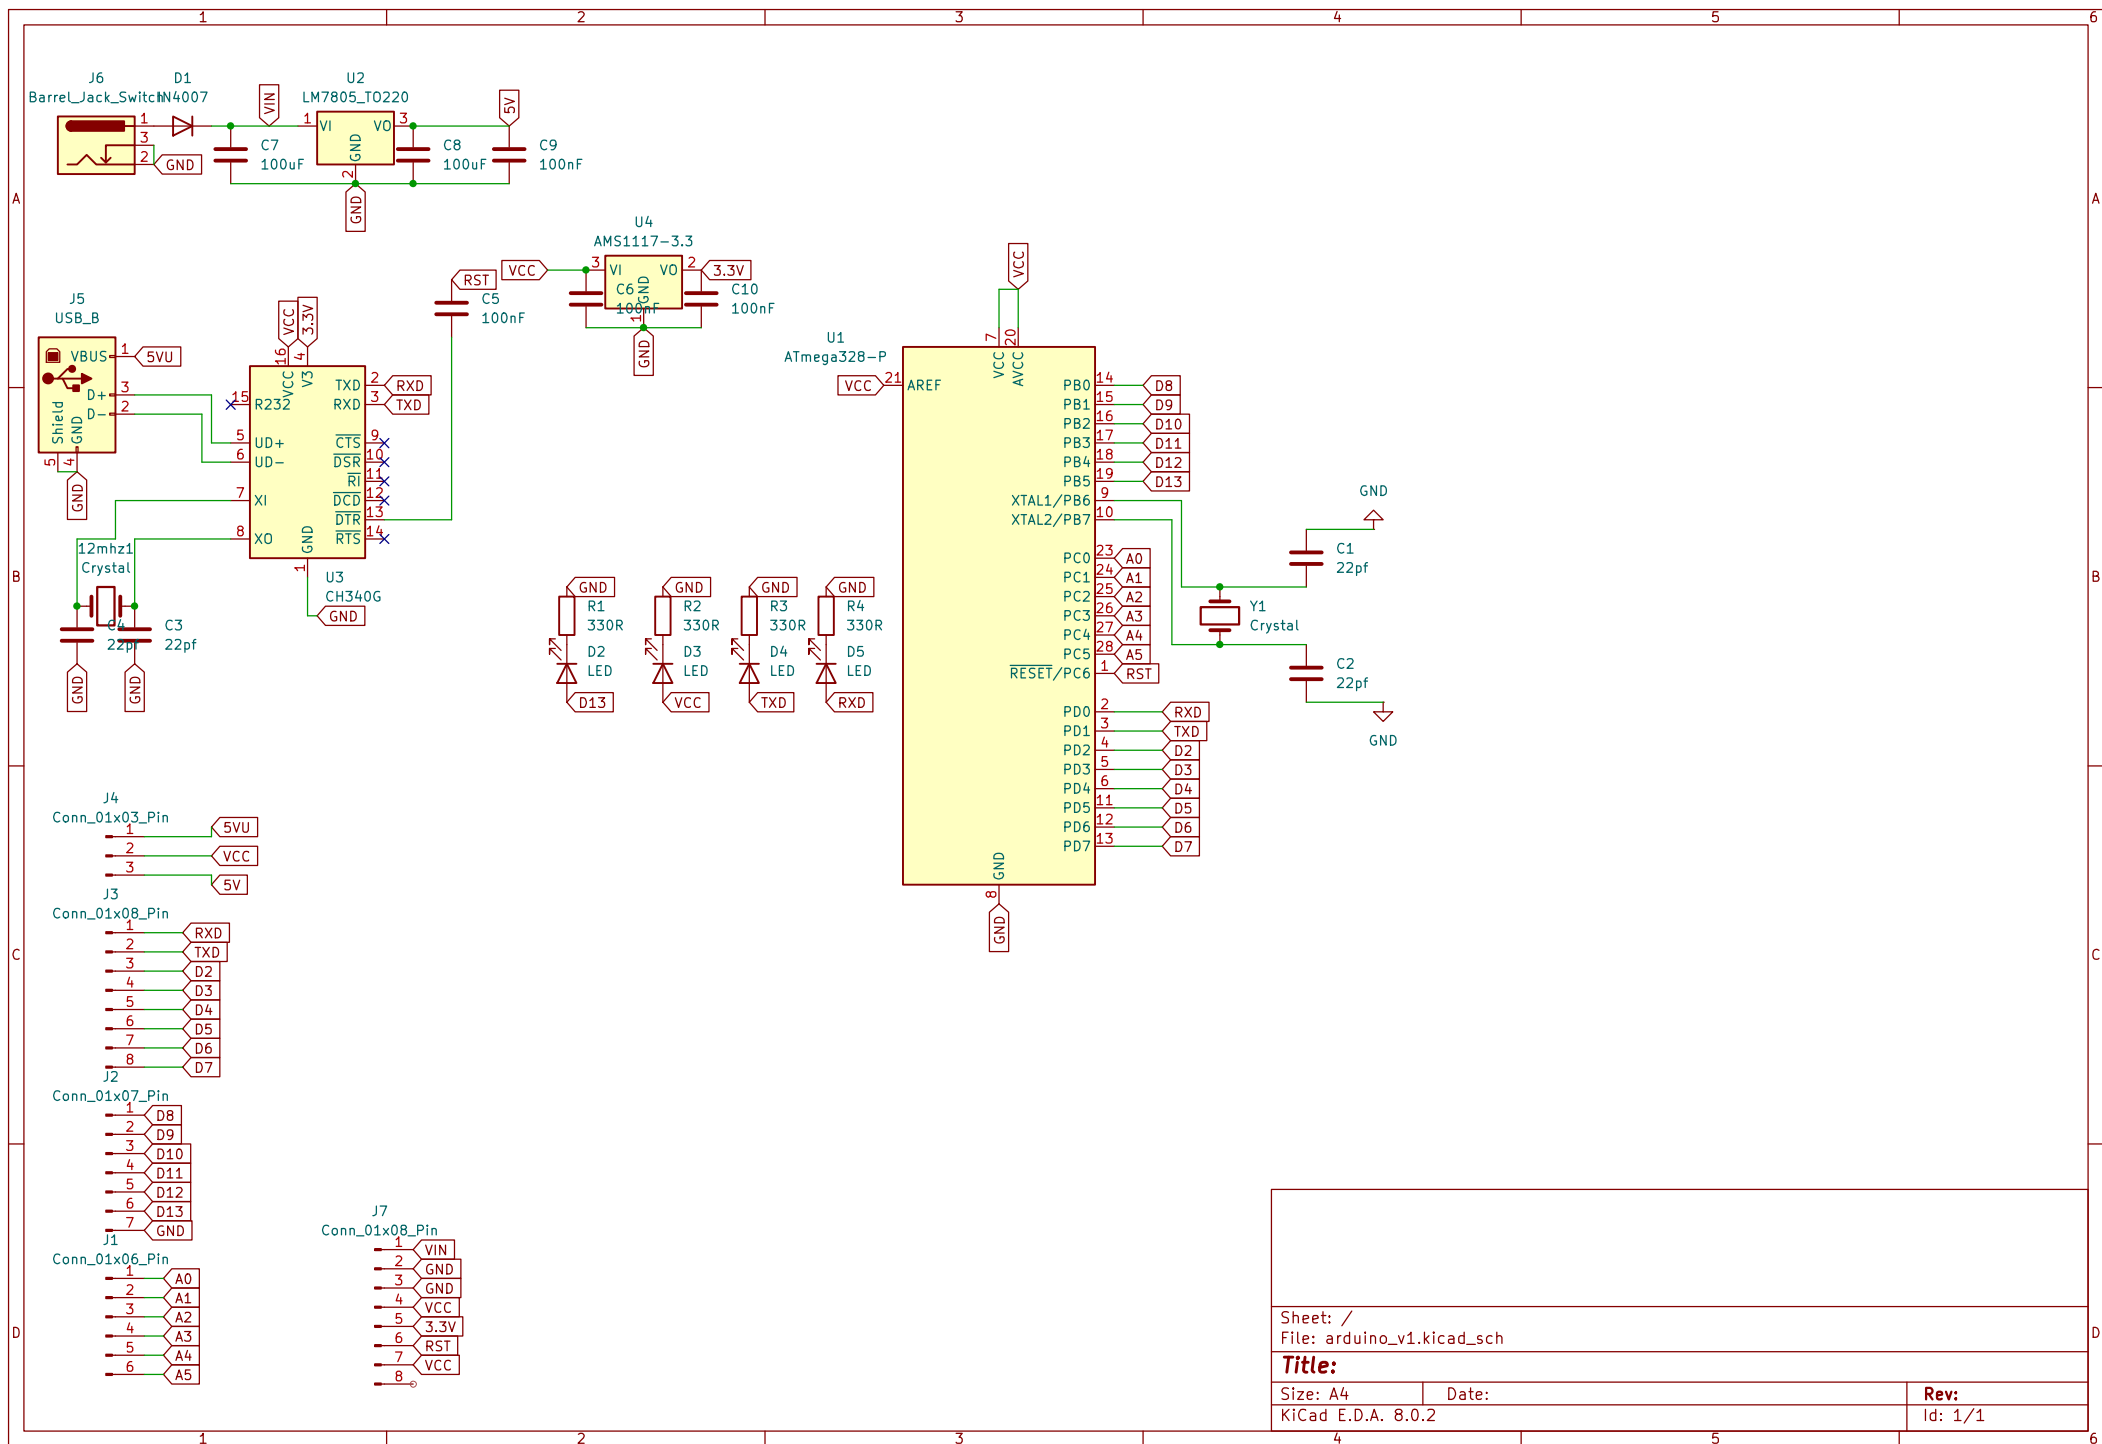 1 2 3 4 5 6
A
B
C
D
A
B
C
D
1 2 3 4 5 6
J6
Barrel_Jack_Switch
1
3
2
GND
D1
1N4007
VIN
C7
100uF
U2
LM7805_TO220
1 VI VO 3
GND
2
GND
C8
100uF
5V
C9
100nF
U4
AMS1117-3.3
VCC
3 VI VO 2
GND
1
3.3V
C6
100nF
C10
100nF
GND
J5
USB_B
VBUS 1
5VU
D+ 3
D- 2
Shield
GND
5 4
GND
VCC
3.3V
16 4
VCC V3
15 R232
5 UD+
6 UD-
7 XI
8 XO
TXD 2 RXD
RXD 3 TXD
CTS 9
DSR 10
RI 11
DCD 12
DTR 13
RTS 14
GND
1
U3
CH340G
GND
RST
C5
100nF
12mhz1
Crystal
C4
22pf
C3
22pf
GND
GND
GND
R1
330R
D2
LED
D13
GND
R2
330R
D3
LED
VCC
GND
R3
330R
D4
LED
TXD
GND
R4
330R
D5
LED
RXD
U1
ATmega328-P
VCC
7 20
VCC AVCC
VCC 21 AREF
PB0 14 D8
PB1 15 D9
PB2 16 D10
PB3 17 D11
PB4 18 D12
PB5 19 D13
XTAL1/PB6 9
XTAL2/PB7 10
PC0 23 A0
PC1 24 A1
PC2 25 A2
PC3 26 A3
PC4 27 A4
PC5 28 A5
RESET/PC6 1 RST
PD0 2 RXD
PD1 3 TXD
PD2 4 D2
PD3 5 D3
PD4 6 D4
PD5 11 D5
PD6 12 D6
PD7 13 D7
GND
8
GND
GND
C1
22pf
Y1
Crystal
C2
22pf
GND
J4
Conn_01x03_Pin
1 5VU
2 VCC
3 5V
J3
Conn_01x08_Pin
1 RXD
2 TXD
3 D2
4 D3
5 D4
6 D5
7 D6
8 D7
J2
Conn_01x07_Pin
1 D8
2 D9
3 D10
4 D11
5 D12
6 D13
7 GND
J1
Conn_01x06_Pin
1 A0
2 A1
3 A2
4 A3
5 A4
6 A5
J7
Conn_01x08_Pin
1 VIN
2 GND
3 GND
4 VCC
5 3.3V
6 RST
7 VCC
8
Sheet: /
File: arduino_v1.kicad_sch
Title:
Size: A4 Date: Rev:
KiCad E.D.A. 8.0.2 Id: 1/1